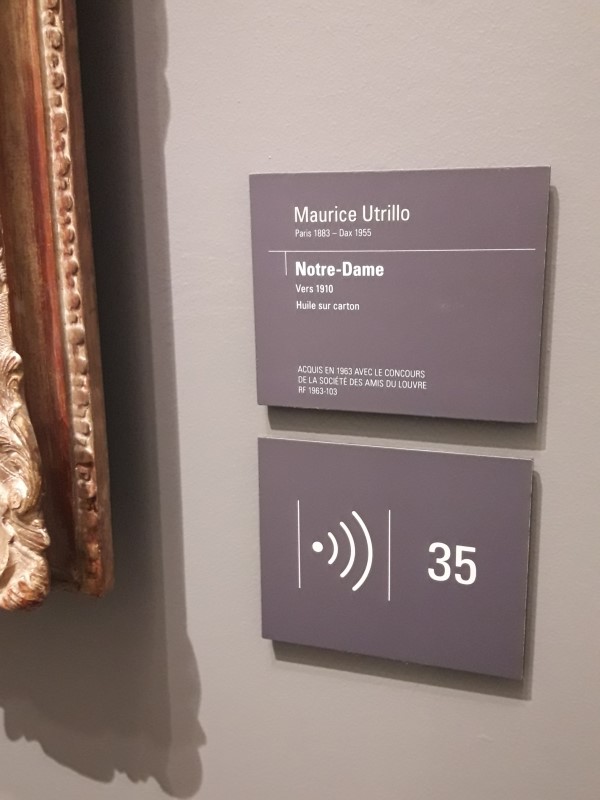 Maurice Utrillo
Paris 1883 – Dax 1955
Notre-Dame
Vers 1910
Huile sur carton
ACQUIS EN 1963 AVEC LE CONCOURS
DE LA SOCIÉTÉ DES AMIS DU LOUVRE
RF 1963-103
35